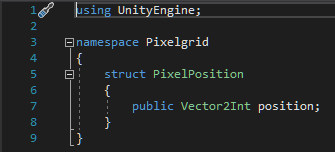 1 using UnityEngine;
2
3 namespace Pixelgrid
4 {
5 struct PixelPosition
6 {
7 public Vector2Int position;
8 }
9 }